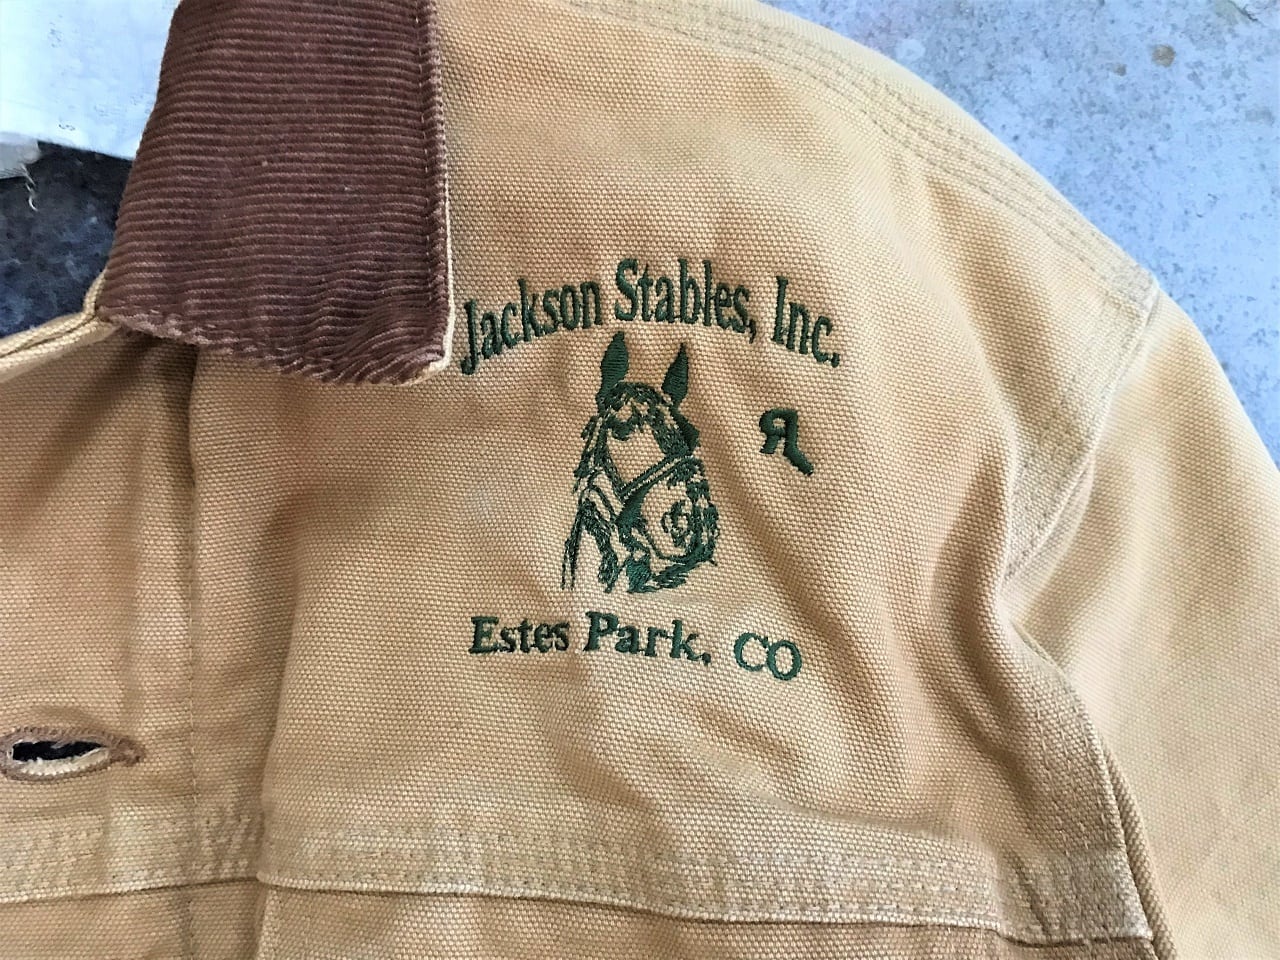 Jackson Stables, Inc.
Estes Park, CO